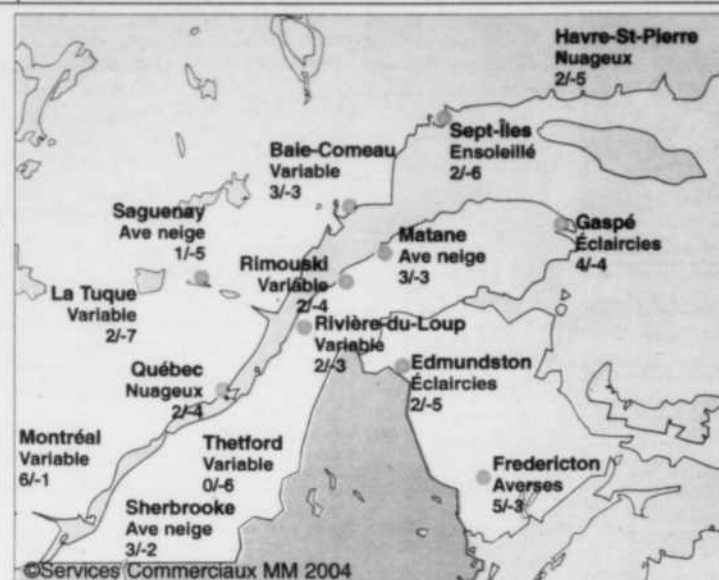 Havre-St-Pierre
Nuageux
2/-5
Sept-Îles
Ensoleillé
2/-6
Baie-Comeau
Variable
3/-3
Saguenay
Ave neige
1/-5
Matane
Ave neige
3/-3
Gaspé
Éclaircies
4/-4
Rimouski
Variable
2/-4
La Tuque
Variable
2/-7
Rivière-du-Loup
Variable
2/-3
Québec
Nuageux
2/-4
Edmundston
Éclaircies
2/-5
Montréal
Variable
6/-1
Thetford
Variable
0/-6
Fredericton
Averses
5/-3
Sherbrooke
Ave neige
3/-2
©Services Commerciaux MM 2004